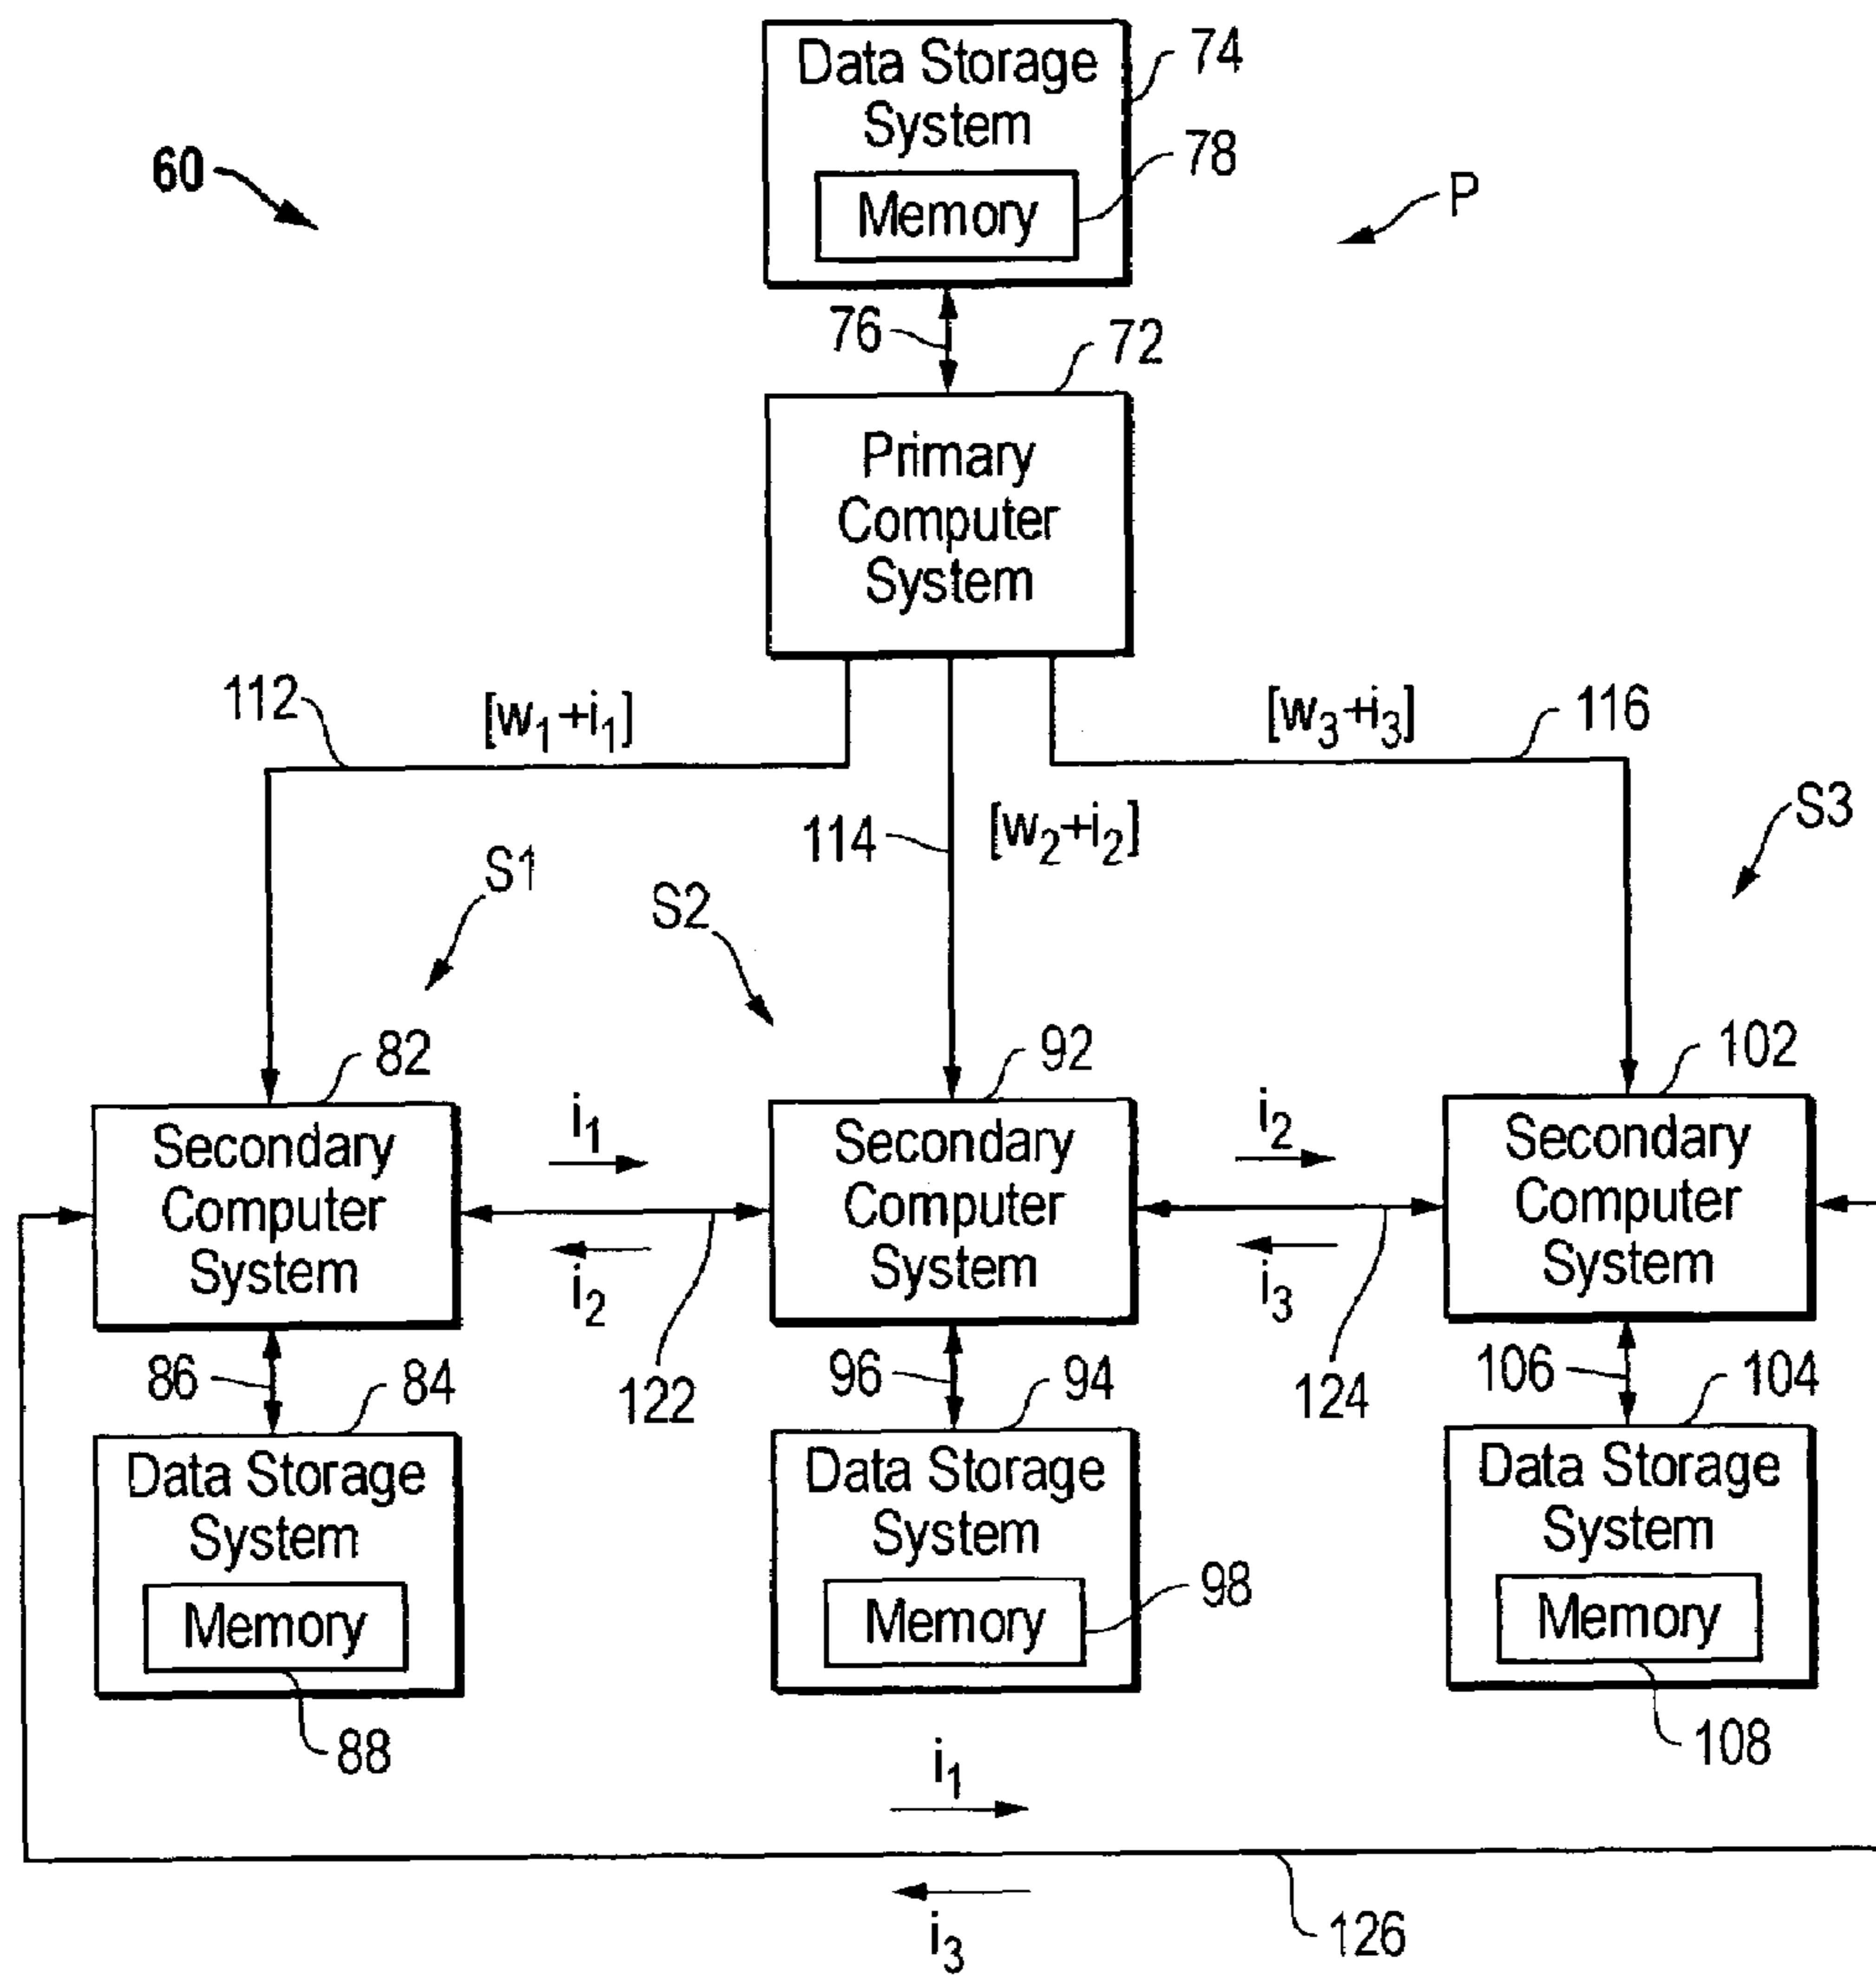 Data Storage
System
74
Memory
78
60
P
76
72
Primary
Computer
System
112
[w₁+i₁]
[w₃+i₃]
116
114
[w₂+i₂]
S1
S2
S3
82
92
102
Secondary
Computer
System
i₁
i₂
122
Secondary
Computer
System
i₂
i₃
124
Secondary
Computer
System
86
84
96
94
106
104
Data Storage
System
Memory
88
Data Storage
System
Memory
98
Data Storage
System
Memory
108
i₁
i₃
126